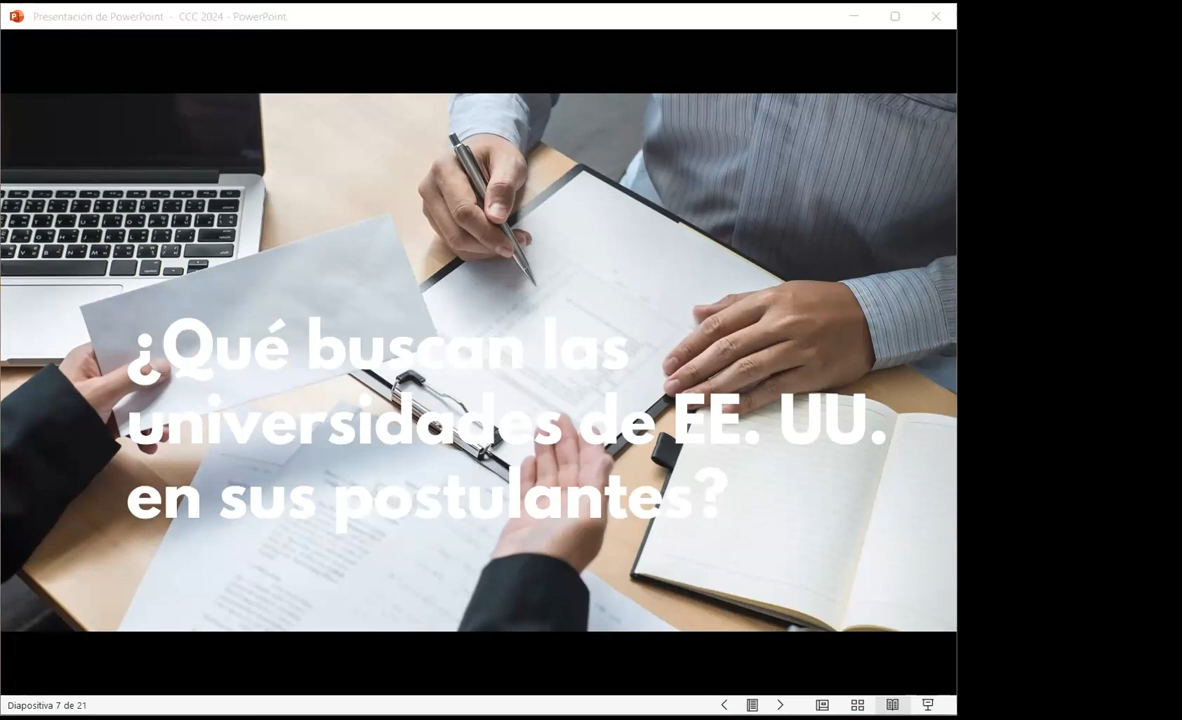 Presentación de PowerPoint - CCC 2024 - PowerPoint
¿Qué buscan las
universidades de EE. UU.
en sus postulantes?
Diapositiva 7 de 21